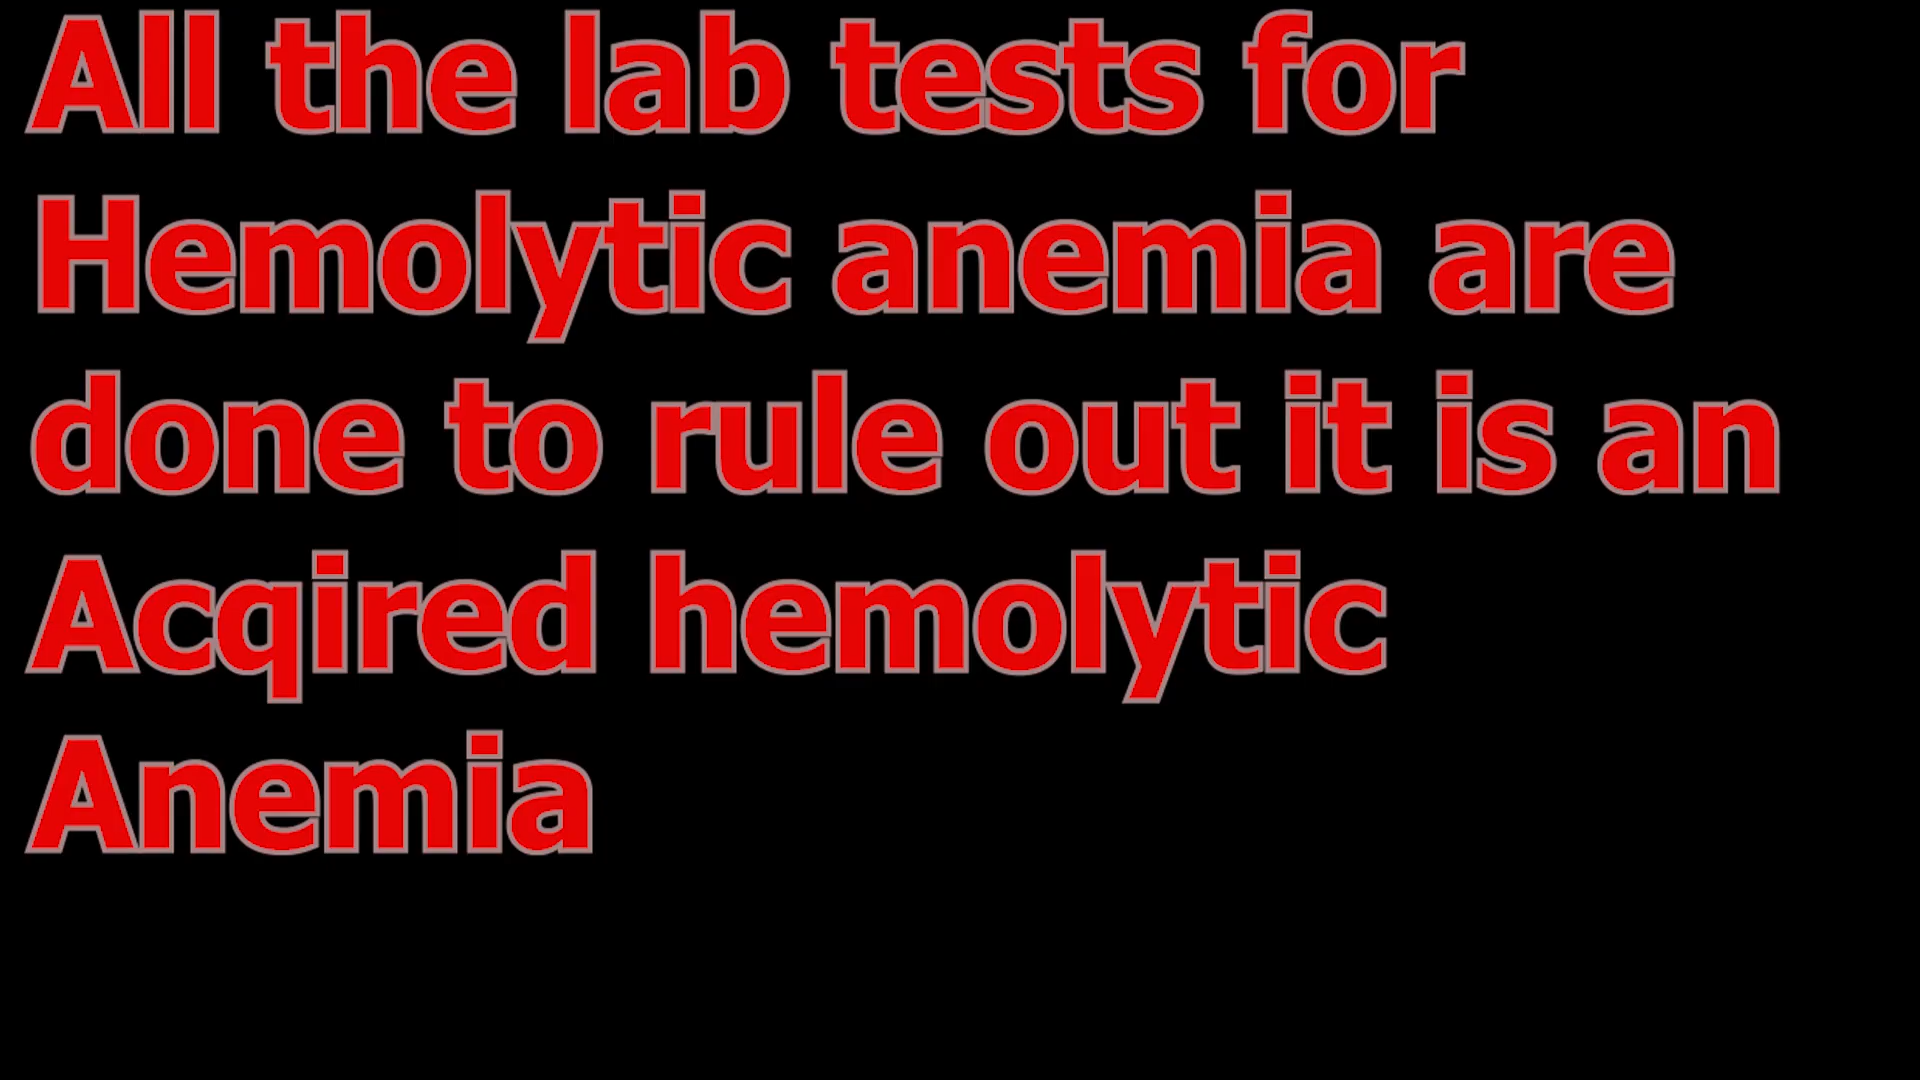 All the lab tests for
Hemolytic anemia are
done to rule out it is an
Acqired hemolytic
Anemia